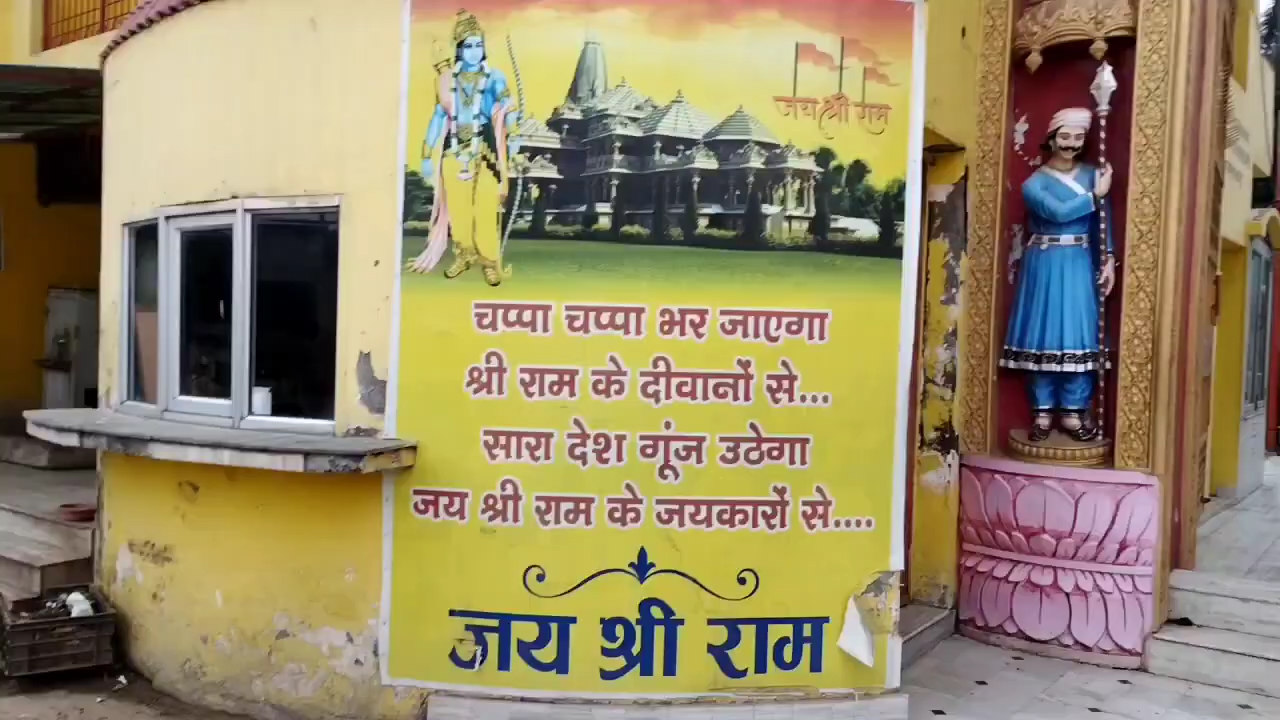 जय श्री राम
चप्पा चप्पा भर जाएगा
श्री राम के दीवानों से...
सारा देश गूंज उठेगा
जय श्री राम के जयकारों से....
जय श्री राम